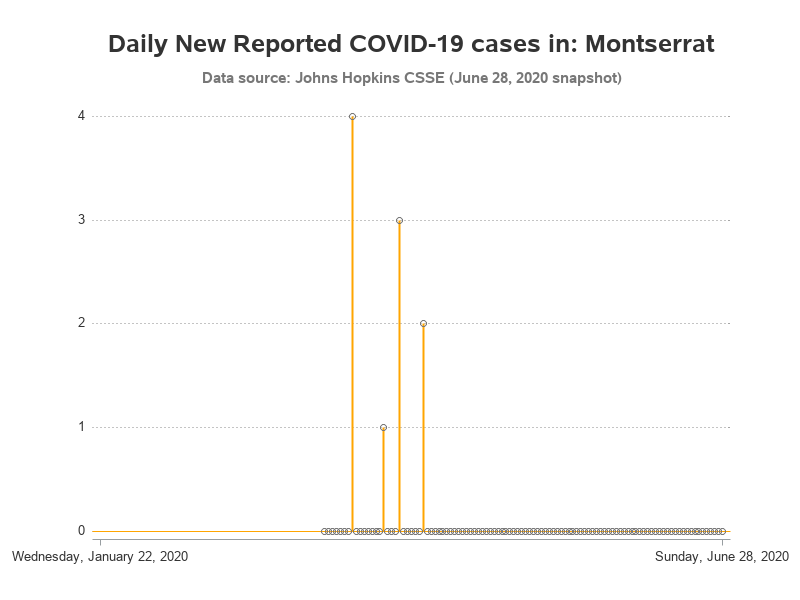 Daily New Reported COVID-19 cases in: Montserrat
Data source: Johns Hopkins CSSE (June 28, 2020 snapshot)
4
3
2
1
0
Wednesday, January 22, 2020
Sunday, June 28, 2020